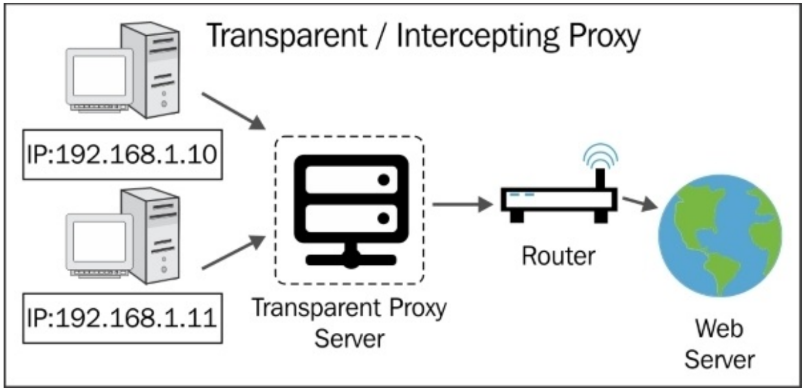 Transparent / Intercepting Proxy
IP:192.168.1.10
IP:192.168.1.11
Transparent Proxy
Server
Router
Web
Server